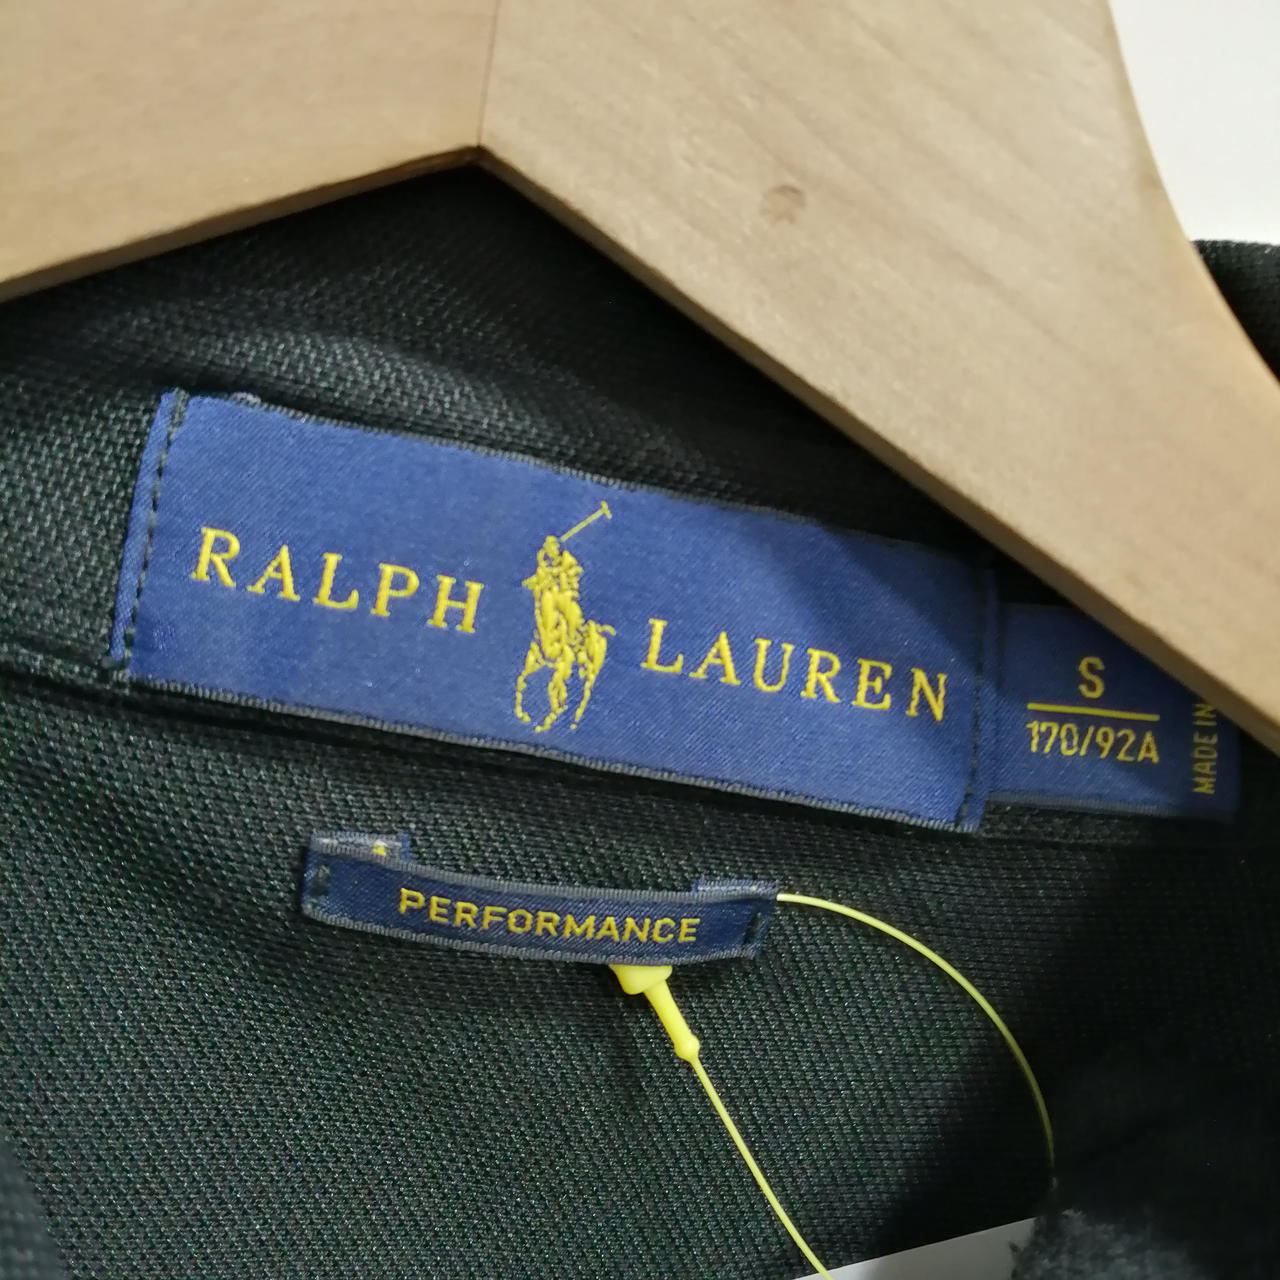 RALPH LAUREN
S
170/92A
MADE IN
PERFORMANCE